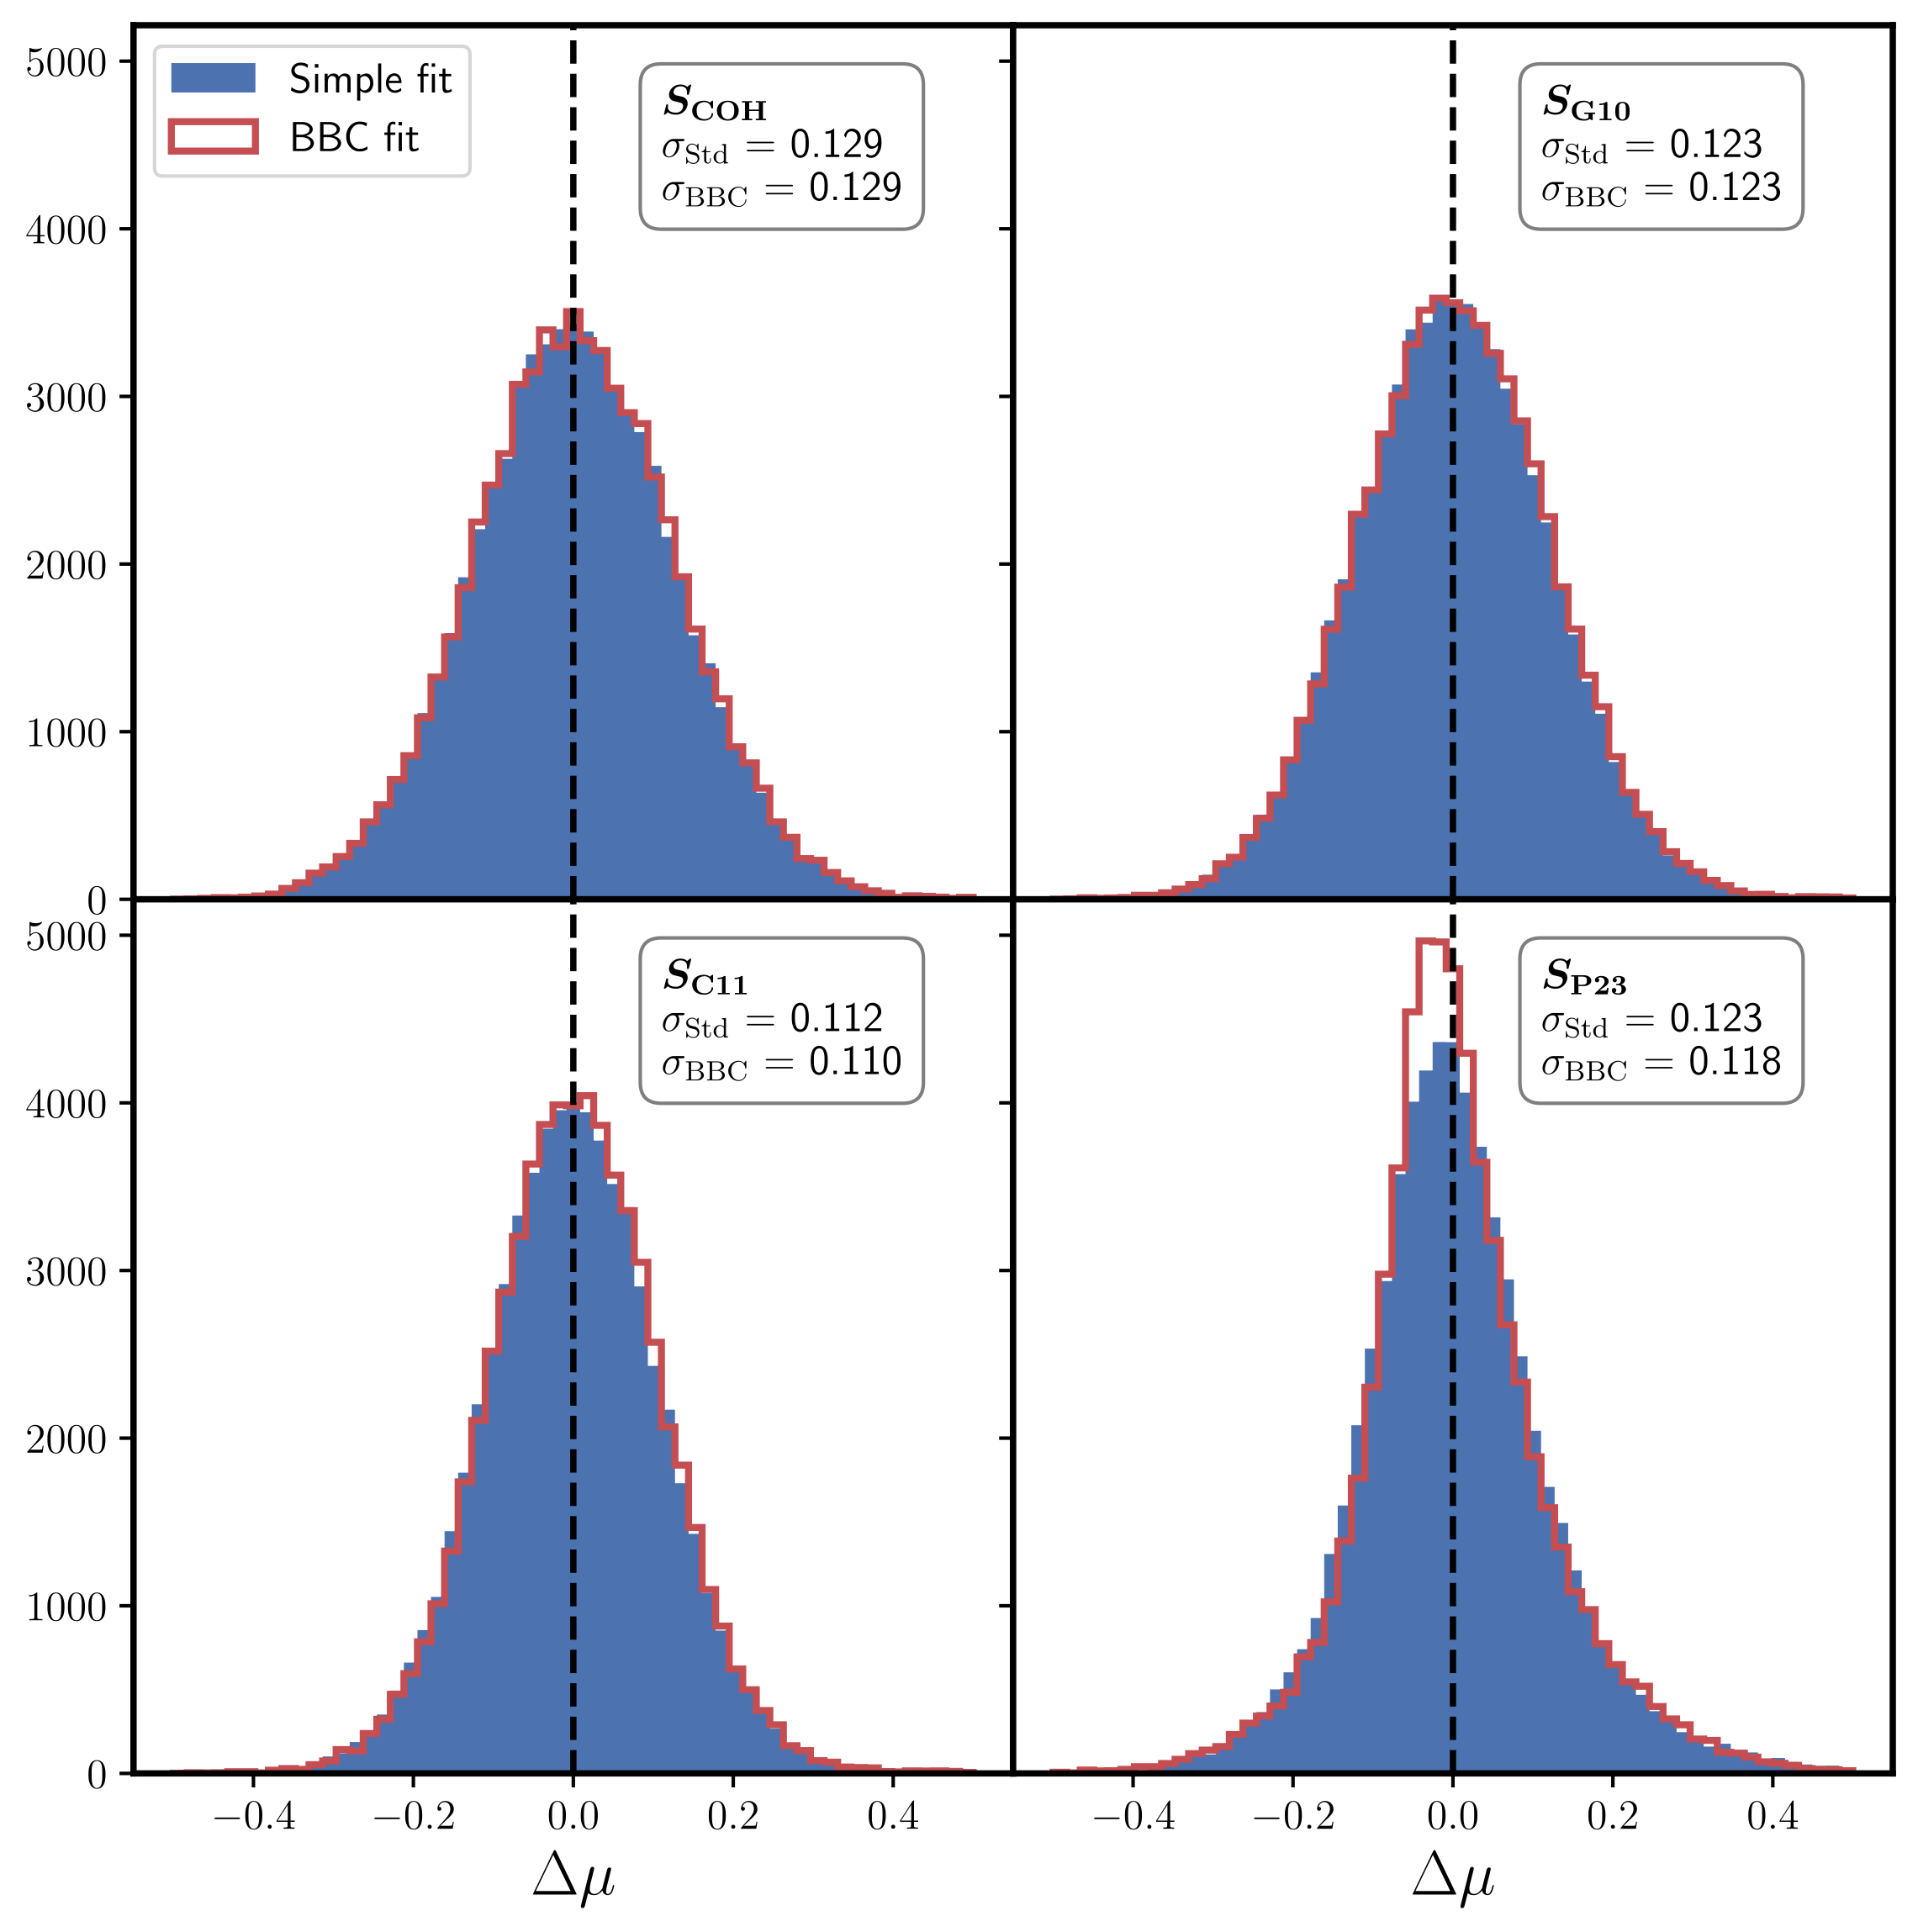 5000
4000
3000
2000
1000
0
Simple fit
BBC fit
S_COH
σ_Std = 0.129
σ_BBC = 0.129
S_G10
σ_Std = 0.123
σ_BBC = 0.123
5000
4000
3000
2000
1000
0
S_C11
σ_Std = 0.112
σ_BBC = 0.110
S_P23
σ_Std = 0.123
σ_BBC = 0.118
−0.4 −0.2 0.0 0.2 0.4
−0.4 −0.2 0.0 0.2 0.4
Δμ
Δμ